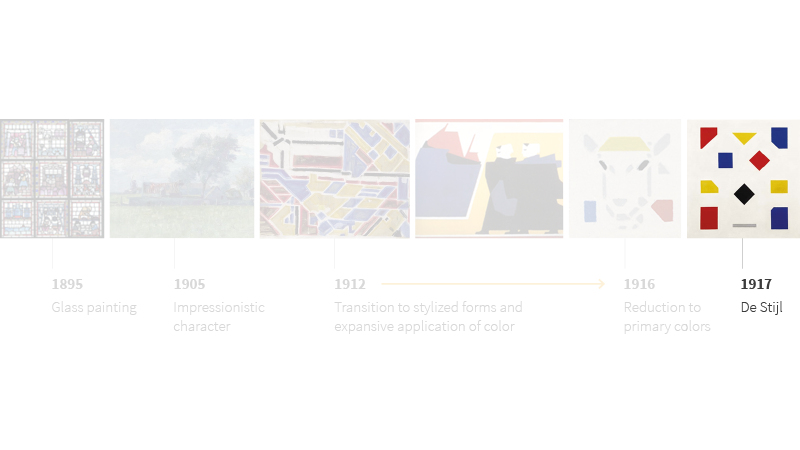 1895
Glass painting
1905
Impressionistic
character
1912
Transition to stylized forms and
expansive application of color
1916
Reduction to
primary colors
1917
De Stijl